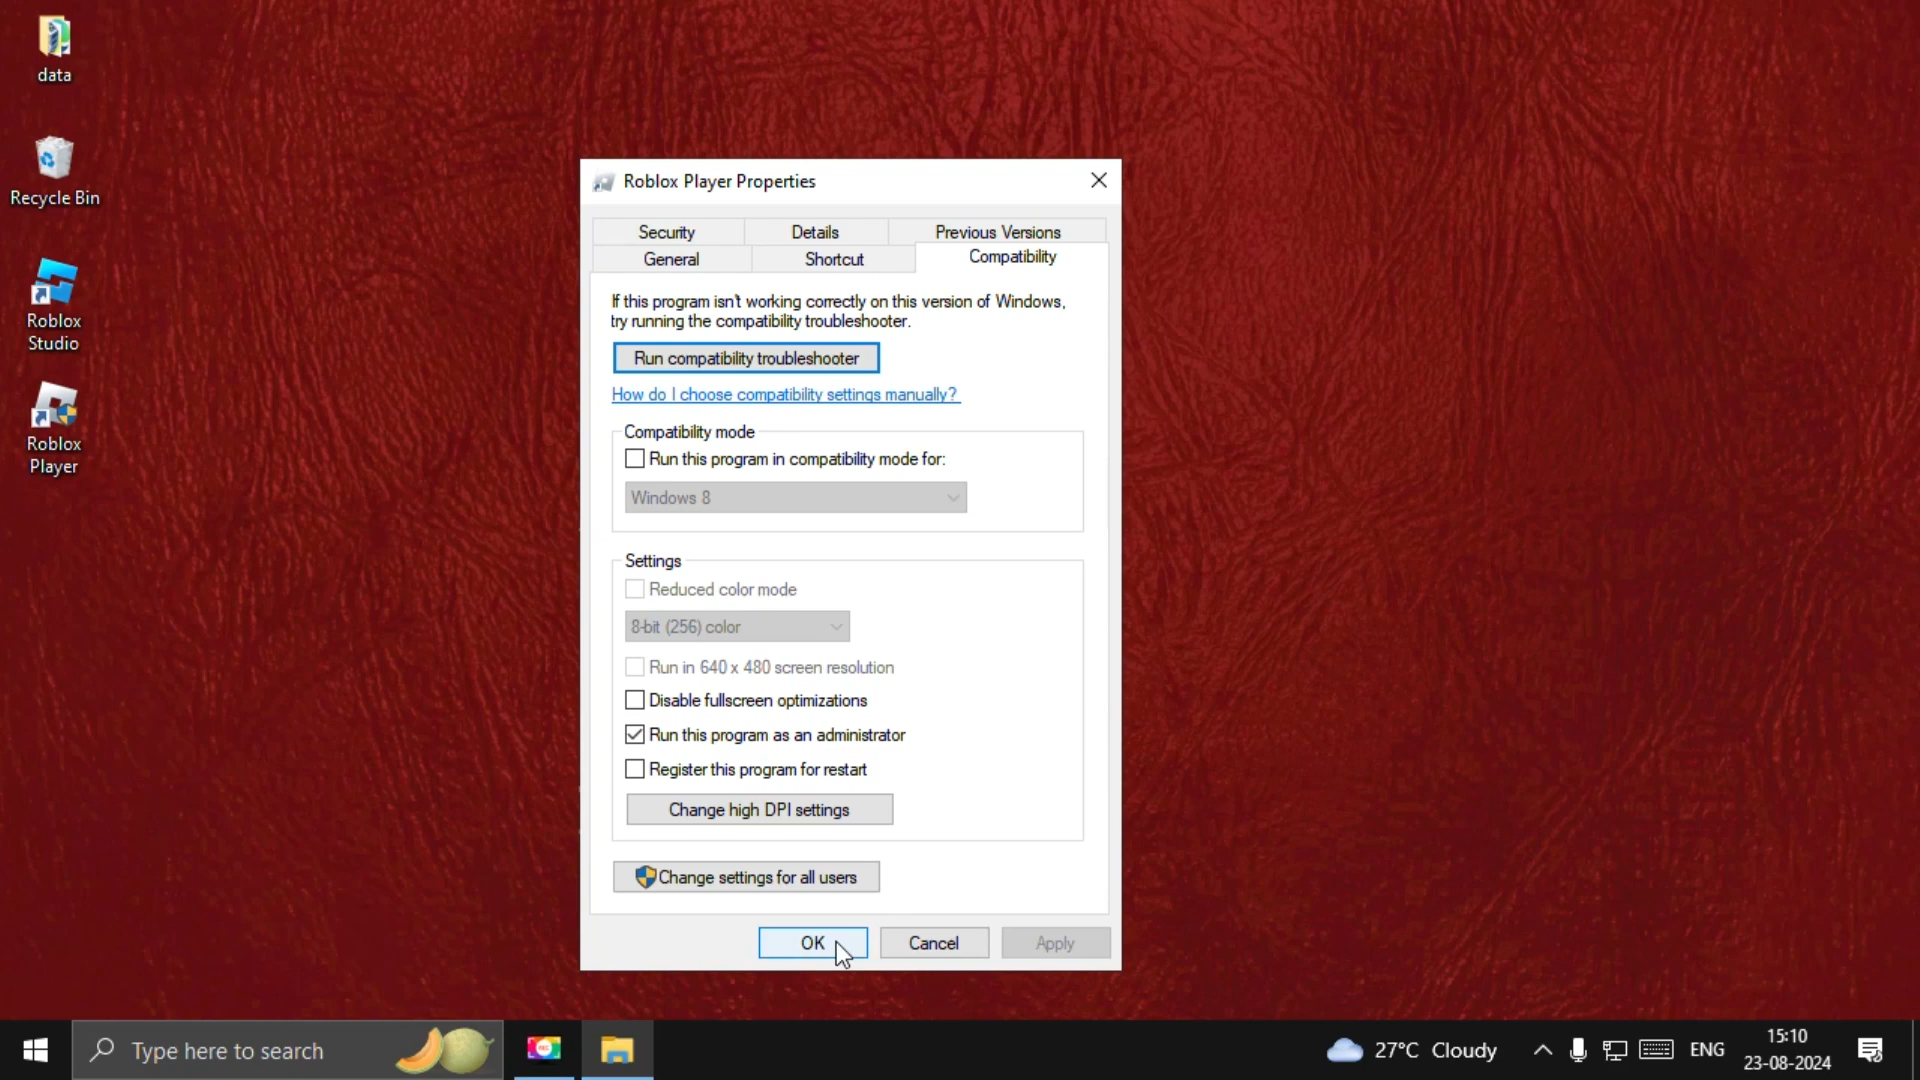 data
Recycle Bin
Roblox
Studio
Roblox
Player
Roblox Player Properties
Security
Details
Previous Versions
General
Shortcut
Compatibility
If this program isn't working correctly on this version of Windows,
try running the compatibility troubleshooter.
Run compatibility troubleshooter
How do I choose compatibility settings manually?
Compatibility mode
Run this program in compatibility mode for:
Windows 8
Settings
Reduced color mode
8-bit (256) color
Run in 640 x 480 screen resolution
Disable fullscreen optimizations
Run this program as an administrator
Register this program for restart
Change high DPI settings
Change settings for all users
OK
Cancel
Apply
Type here to search
27°C Cloudy
ENG
15:10
23-08-2024